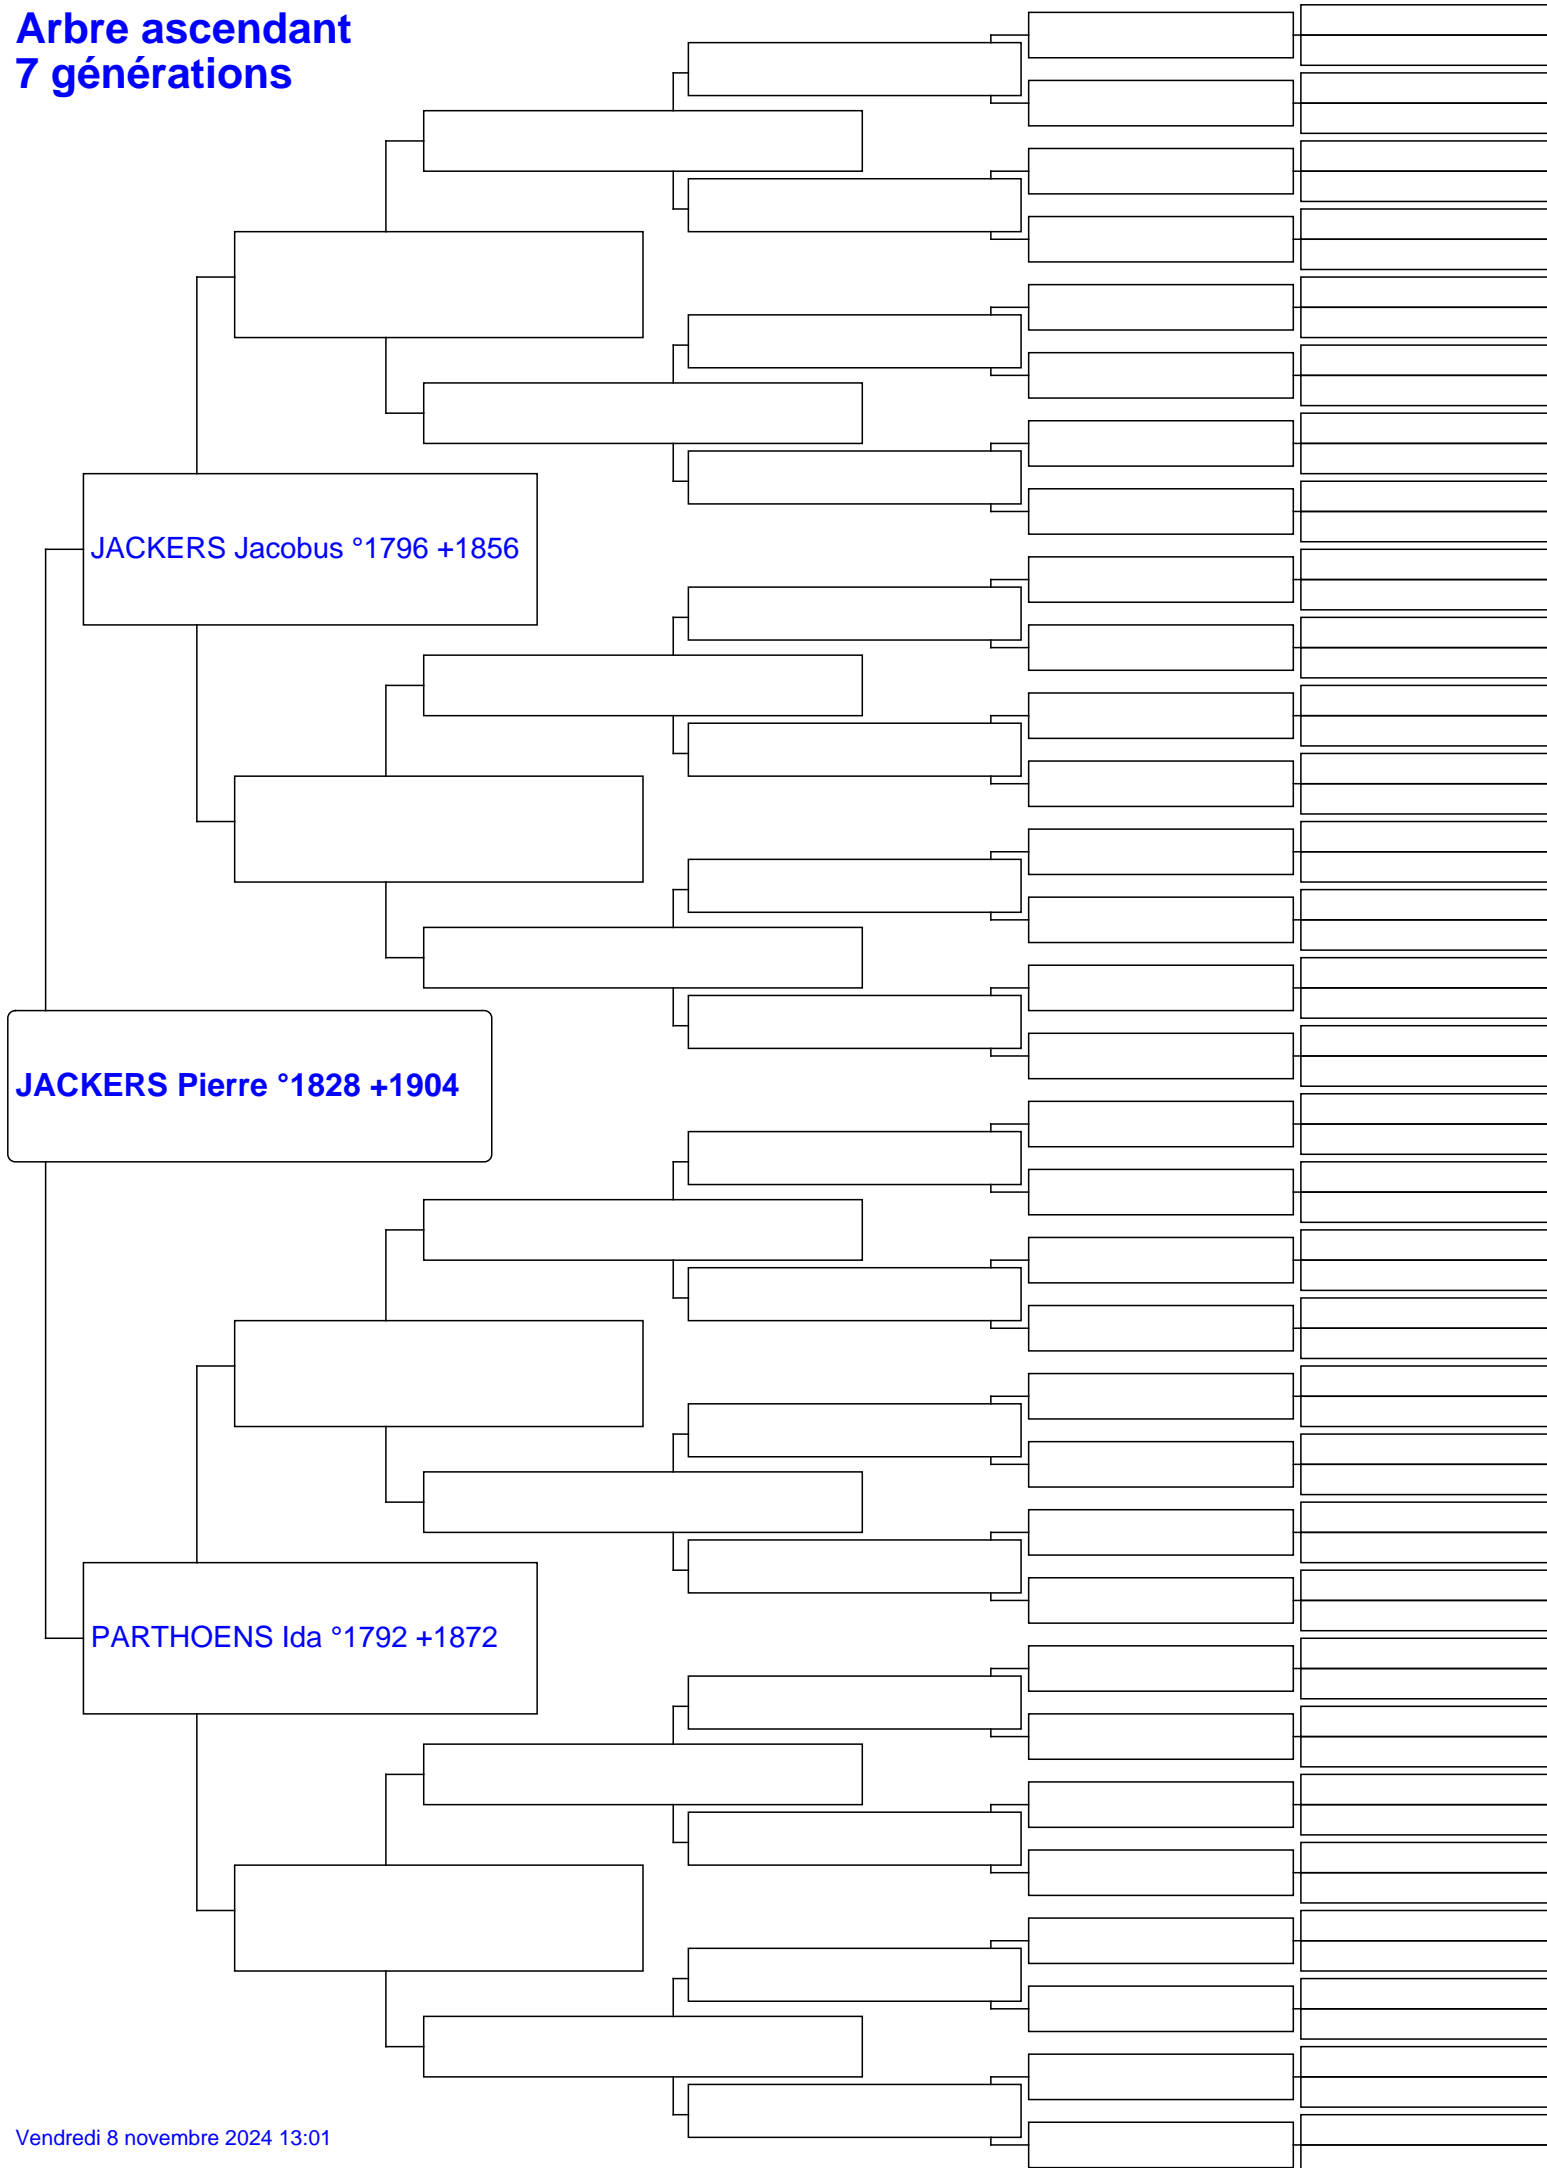 Arbre ascendant
7 générations
JACKERS Jacobus °1796 +1856
JACKERS Pierre °1828 +1904
PARTHOENS Ida °1792 +1872
Vendredi 8 novembre 2024 13:01